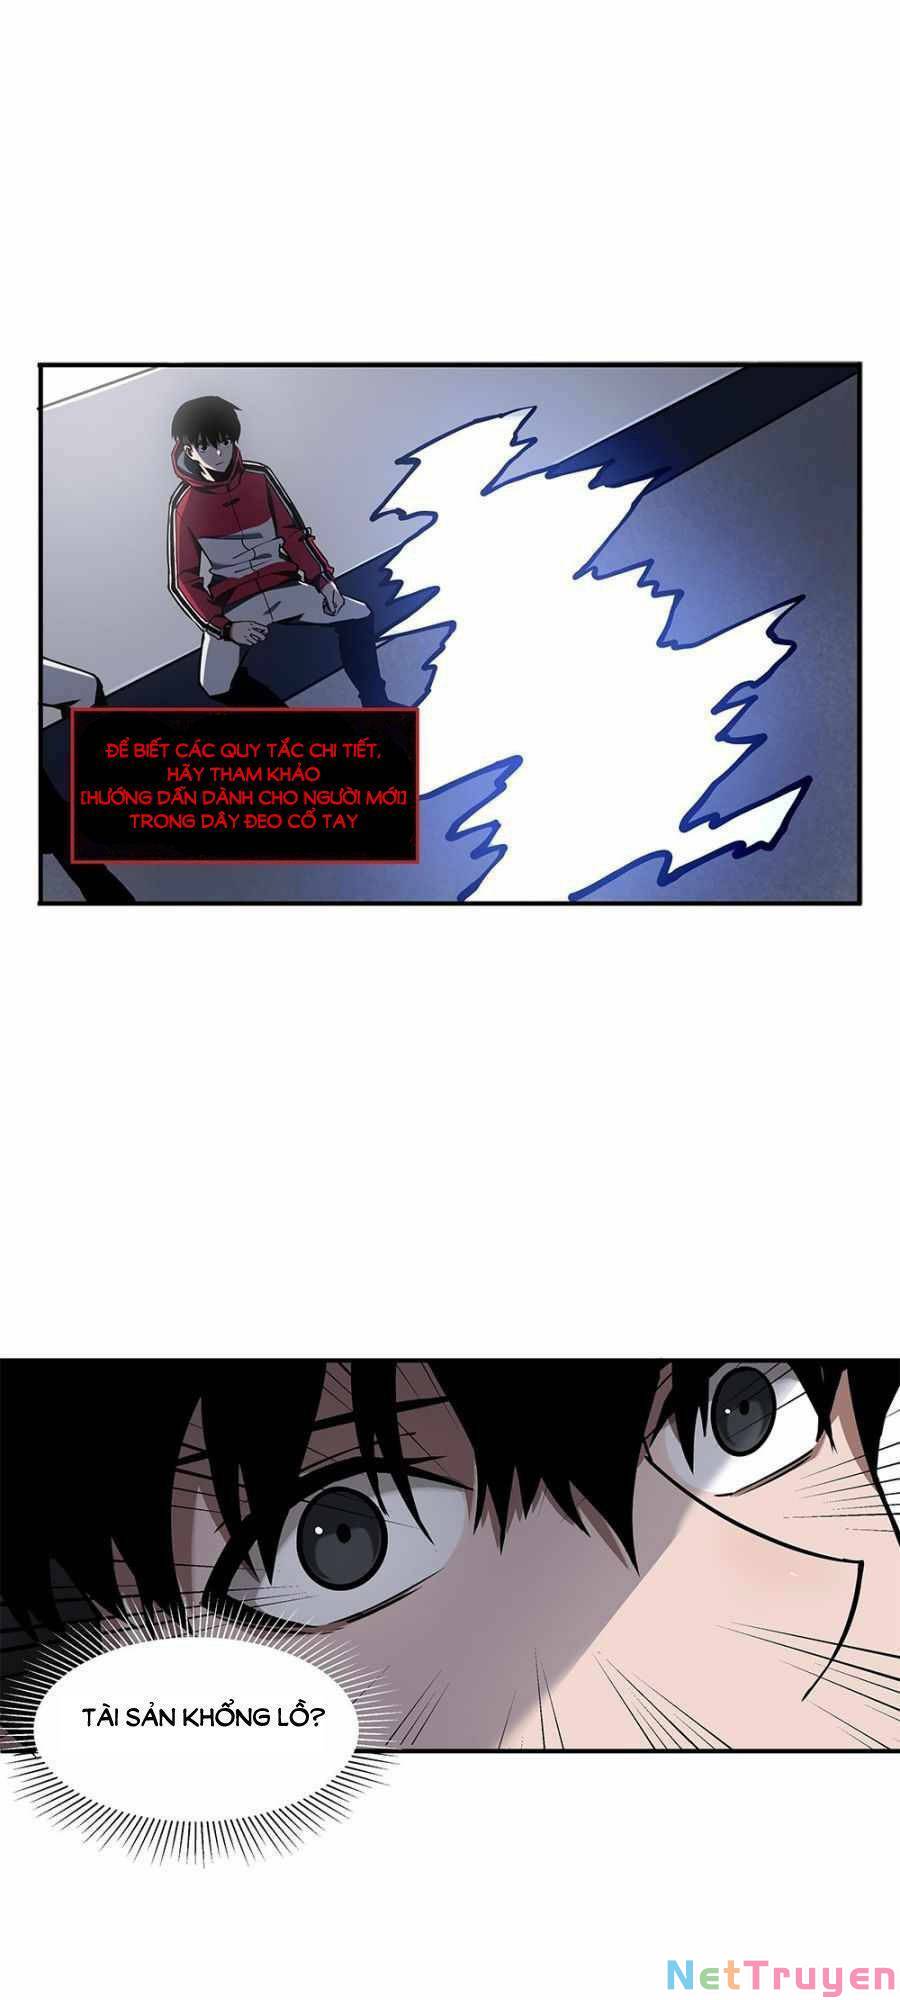 ĐỂ BIẾT CÁC QUY TẮC CHI TIẾT,
HÃY THAM KHẢO
[HƯỚNG DẪN DÀNH CHO NGƯỜI MỚI]
TRONG DÂY ĐEO CỔ TAY
TÀI SẢN KHỔNG LỒ?
NetTruyen